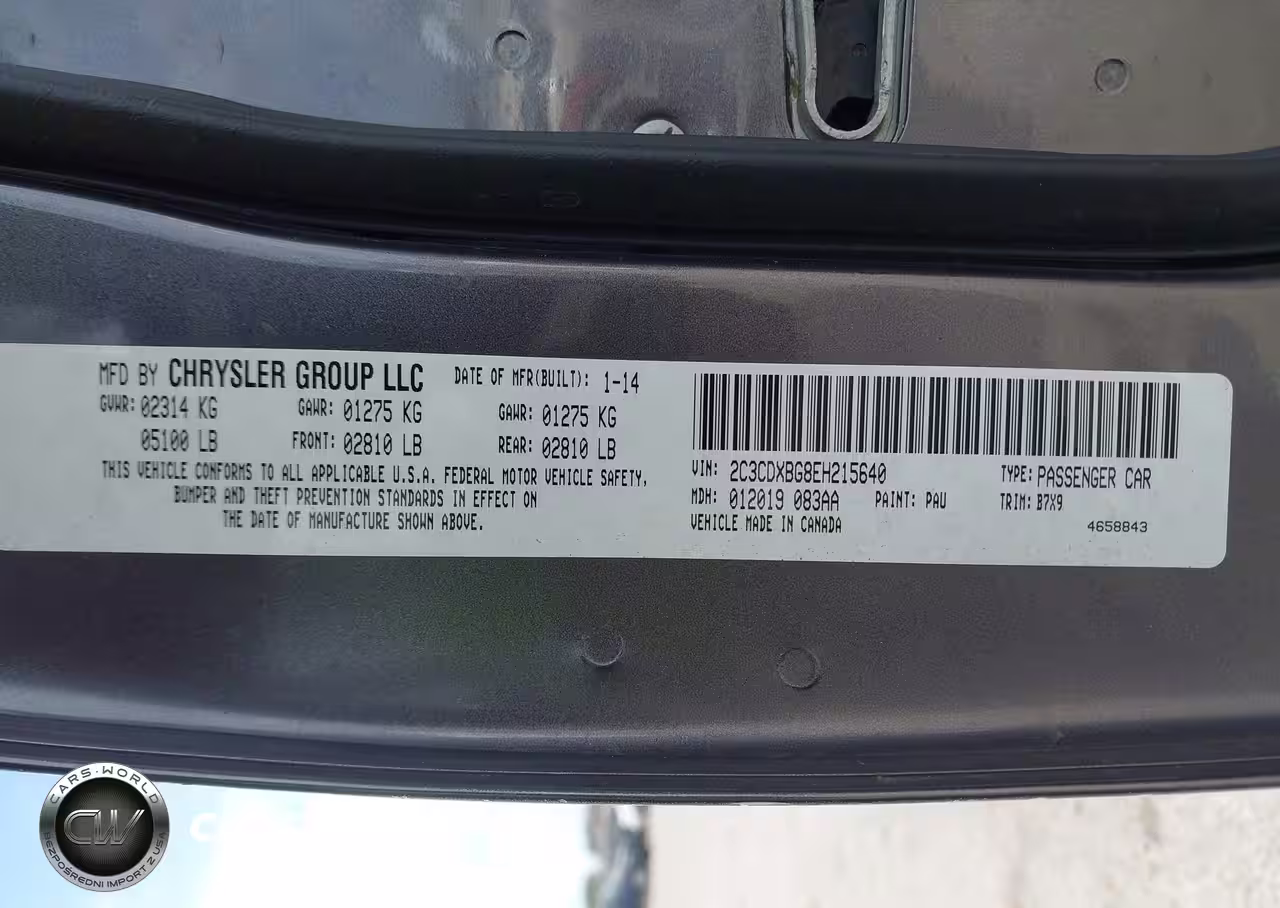 MFD BY CHRYSLER GROUP LLC DATE OF MFR(BUILT): 1-14
GVWR: 02314 KG GAWR: 01275 KG GAWR: 01275 KG
05100 LB FRONT: 02810 LB REAR: 02810 LB
THIS VEHICLE CONFORMS TO ALL APPLICABLE U.S.A. FEDERAL MOTOR VEHICLE SAFETY,
BUMPER AND THEFT PREVENTION STANDARDS IN EFFECT ON
THE DATE OF MANUFACTURE SHOWN ABOVE.
VIN: 2C3CDXBG8EH215640 TYPE: PASSENGER CAR
MDH: 012019 083AA PAINT: PAU TRIM: B7X9
VEHICLE MADE IN CANADA 4658843
CARS·WORLD
CW
BEZPOŚREDNI IMPORT Z USA